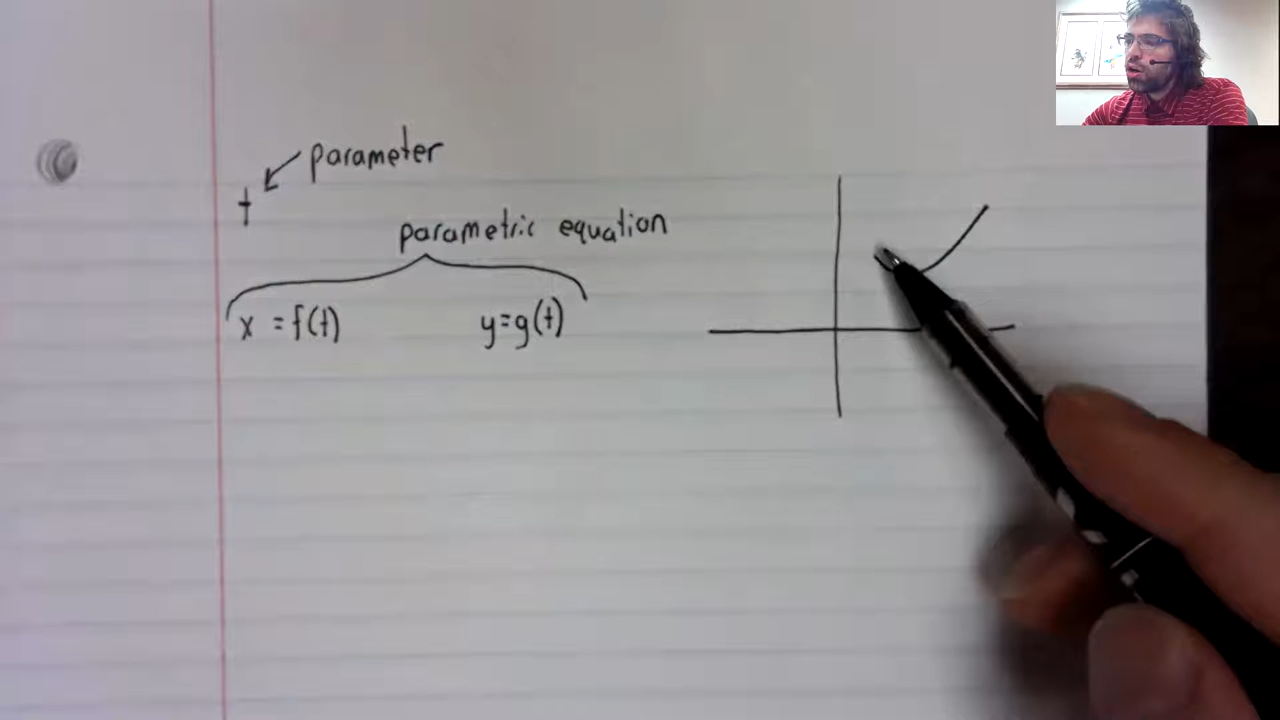 parameter
t
parametric equation
x = f(t) y=g(t)